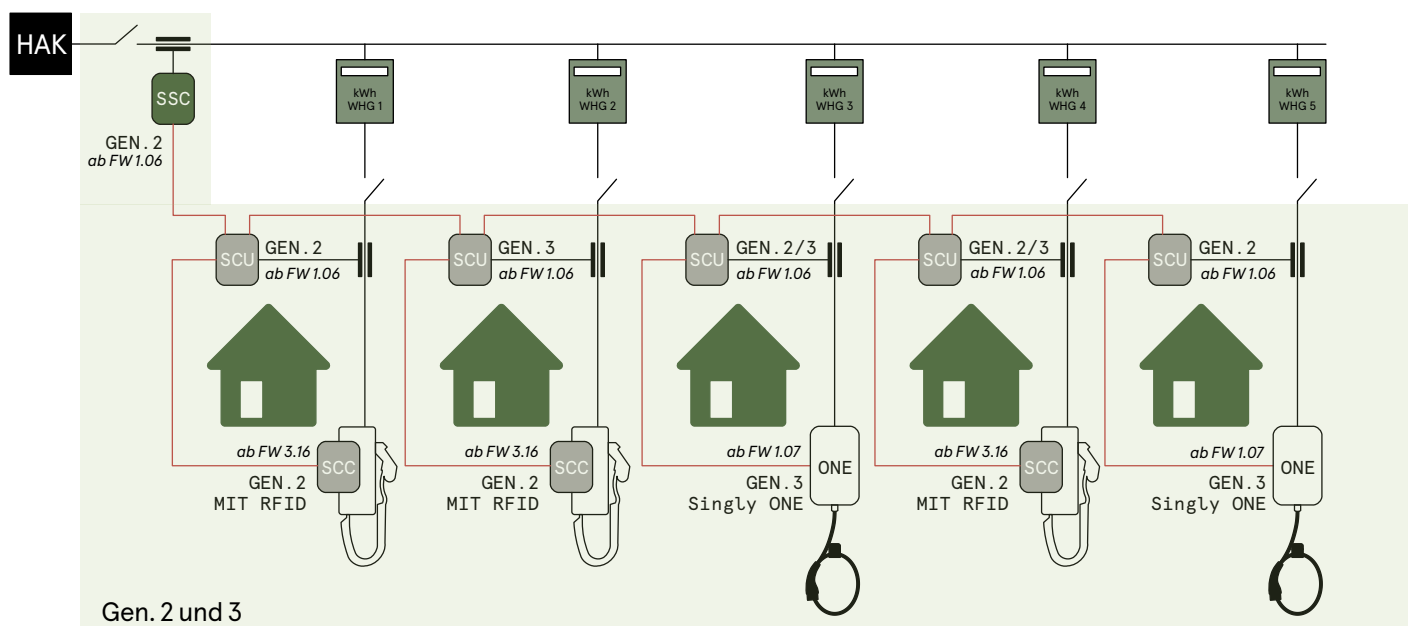 HAK
SSC
GEN.2
ab FW 1.06
kWh
WHG 1
kWh
WHG 2
kWh
WHG 3
kWh
WHG 4
kWh
WHG 5
SCU
GEN.2
ab FW 1.06
SCU
GEN.3
ab FW 1.06
SCU
GEN.2/3
ab FW 1.06
SCU
GEN.2/3
ab FW 1.06
SCU
GEN.2
ab FW 1.06
ab FW 3.16
SCC
GEN.2
MIT RFID
ab FW 3.16
SCC
GEN.2
MIT RFID
ab FW 1.07
ONE
GEN.3
Singly ONE
ab FW 3.16
SCC
GEN.2
MIT RFID
ab FW 1.07
ONE
GEN.3
Singly ONE
Gen. 2 und 3